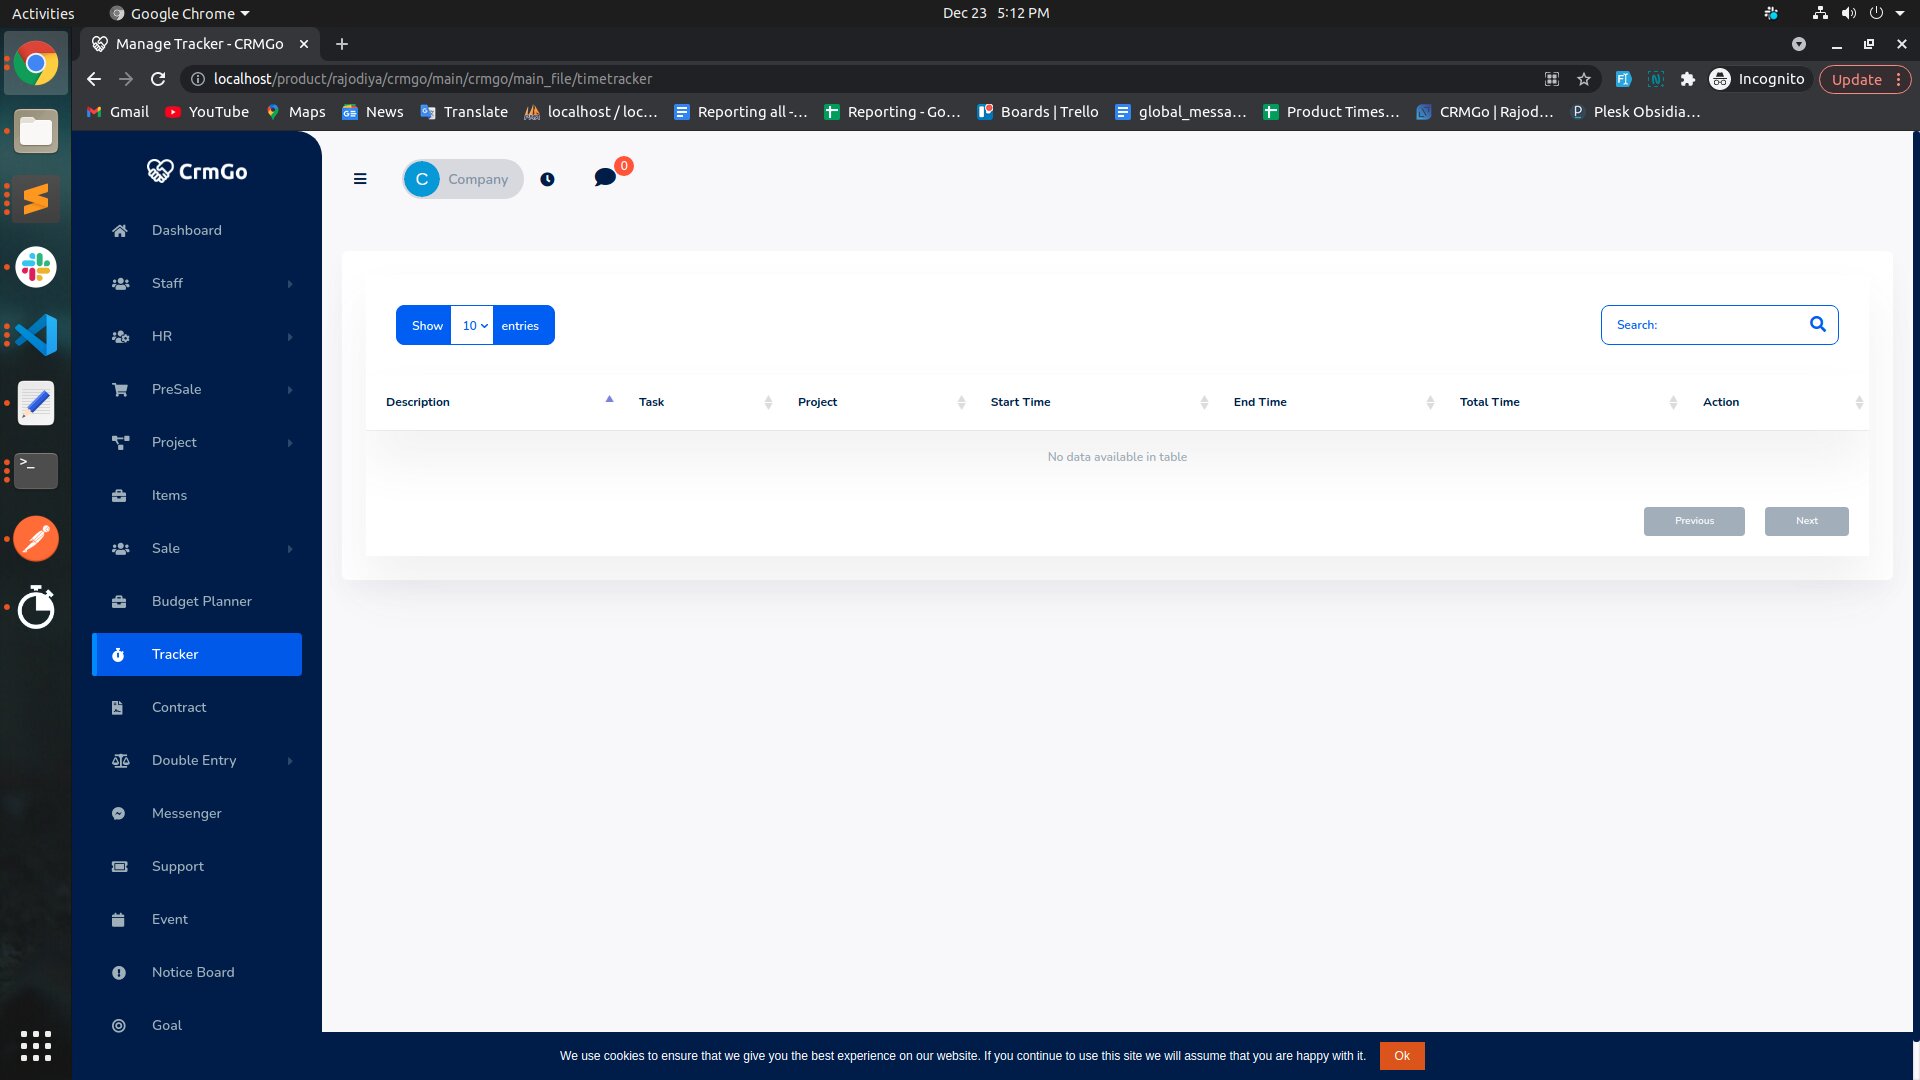 Activities
Google Chrome
Dec 23 5:12 PM
Manage Tracker - CRMGo
localhost/product/rajodiya/crmgo/main/crmgo/main_file/timetracker
Incognito
Update
Gmail
YouTube
Maps
News
Translate
localhost / loc...
Reporting all -...
Reporting - Go...
Boards | Trello
global_messa...
Product Times...
CRMGo | Rajod...
Plesk Obsidia...
CrmGo
C Company
0
Dashboard
Staff
HR
PreSale
Project
Items
Sale
Budget Planner
Tracker
Contract
Double Entry
Messenger
Support
Event
Notice Board
Goal
Show 10 entries
Search:
Description Task Project Start Time End Time Total Time Action
No data available in table
Previous Next
We use cookies to ensure that we give you the best experience on our website. If you continue to use this site we will assume that you are happy with it. Ok